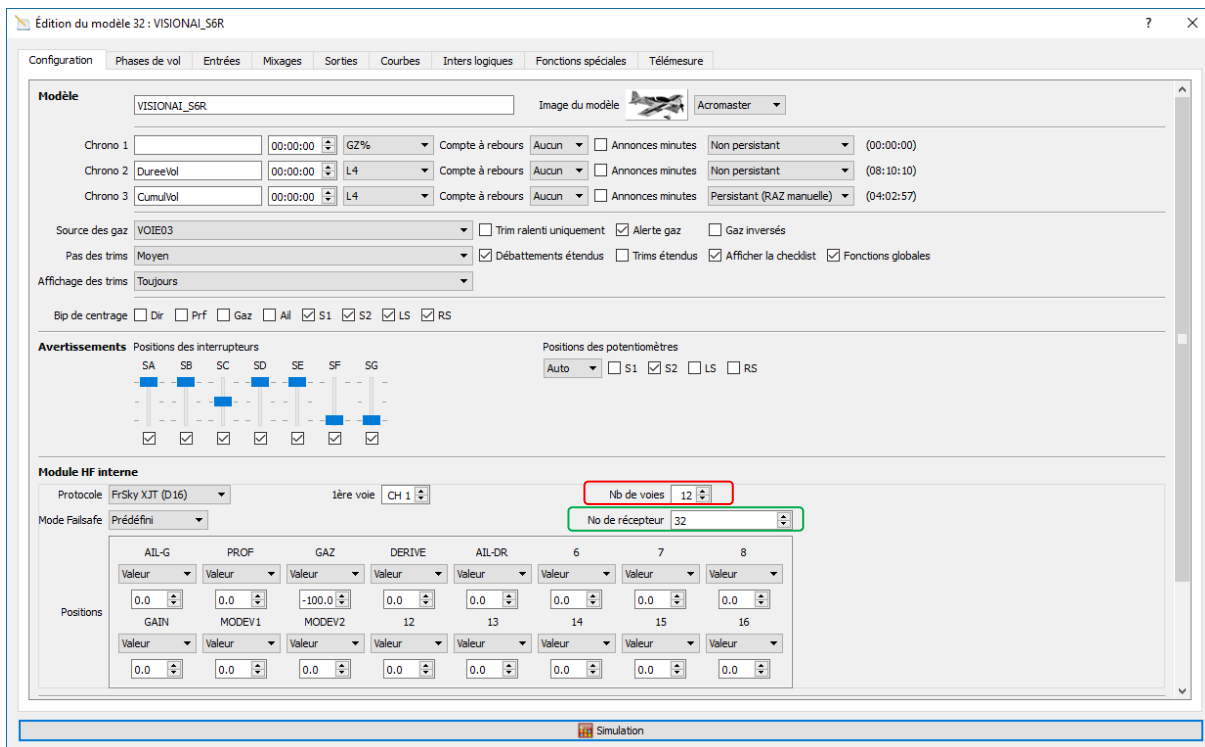 Édition du modèle 32 : VISIONAI_S6R ? ×
Configuration Phases de vol Entrées Mixages Sorties Courbes Inters logiques Fonctions spéciales Télémesure
Modèle VISIONAI_S6R Image du modèle Acromaster
Chrono 1 00:00:00 GZ% Compte à rebours Aucun Annonces minutes Non persistant (00:00:00)
Chrono 2 DureeVol 00:00:00 L4 Compte à rebours Aucun Annonces minutes Non persistant (08:10:10)
Chrono 3 CumulVol 00:00:00 L4 Compte à rebours Aucun Annonces minutes Persistant (RAZ manuelle) (04:02:57)
Source des gaz VOIE03 Trim ralenti uniquement Alerte gaz Gaz inversés
Pas des trims Moyen Débattements étendus Trims étendus Afficher la checklist Fonctions globales
Affichage des trims Toujours
Bip de centrage Dir Prf Gaz Ail S1 S2 LS RS
Avertissements Positions des interrupteurs Positions des potentiomètres
SA SB SC SD SE SF SG Auto S1 S2 LS RS
Module HF interne
Protocole FrSky XJT (D16) 1ère voie CH 1 Nb de voies 12
Mode Failsafe Prédéfini No de récepteur 32
AIL-G PROF GAZ DERIVE AIL-DR 6 7 8
Valeur Valeur Valeur Valeur Valeur Valeur Valeur Valeur
0.0 0.0 -100.0 0.0 0.0 0.0 0.0 0.0
Positions
GAIN MODEV1 MODEV2 12 13 14 15 16
Valeur Valeur Valeur Valeur Valeur Valeur Valeur Valeur
0.0 0.0 0.0 0.0 0.0 0.0 0.0 0.0
Simulation